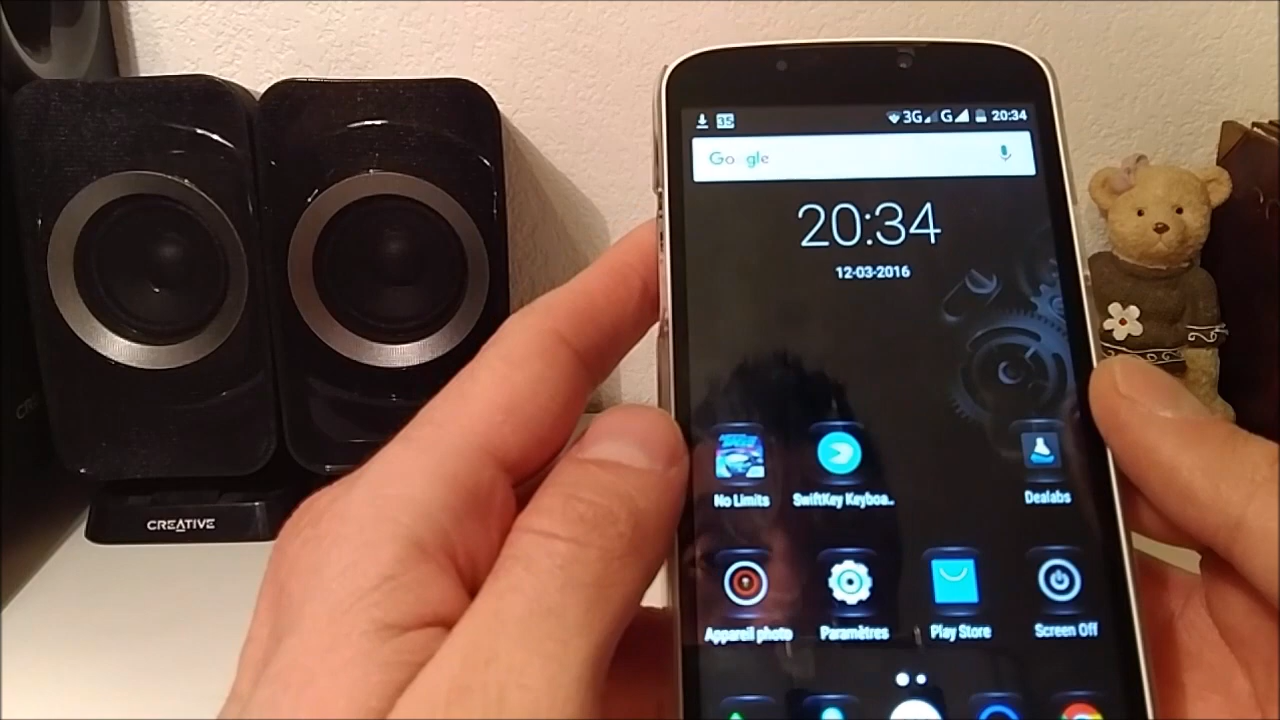 35 3G G 20:34
Google
20:34
12-03-2016
No Limits SwiftKey Keyboa.. Dealabs
Appareil photo Paramètres Play Store Screen Off
CREATIVE